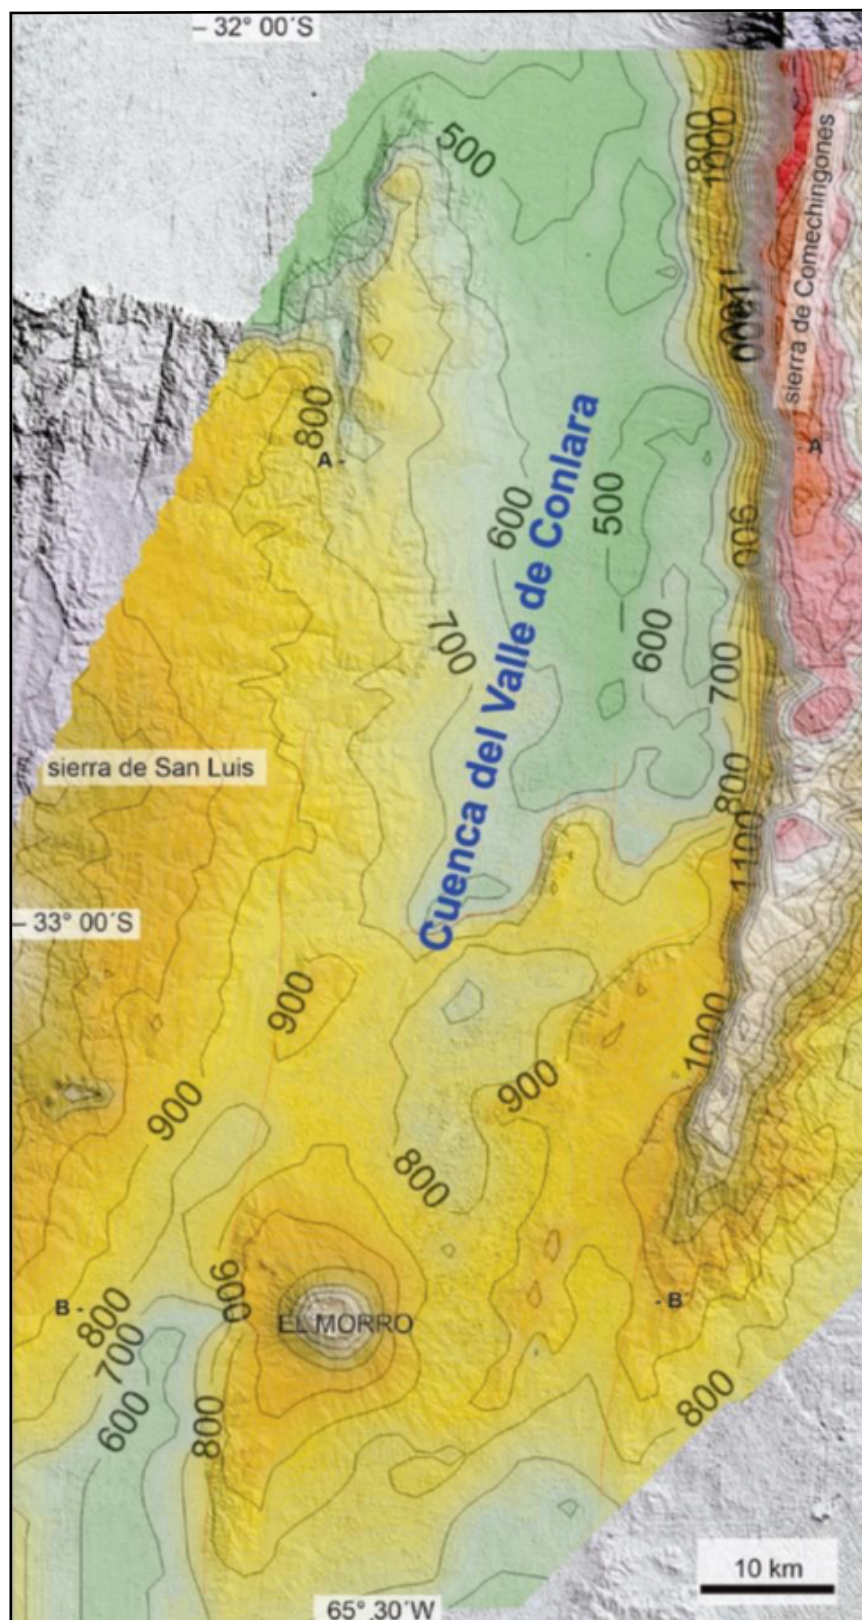 – 32° 00´S
500
800
1000
sierra de Comechingones
800
A -
- A´
600
500
900
Cuenca del Valle de Conlara
700
600
700
sierra de San Luis
800
1100
– 33° 00´S
900
1000
900
900
800
900
B -
- B´
800
EL MORRO
700
600
800
800
10 km
65° 30´W